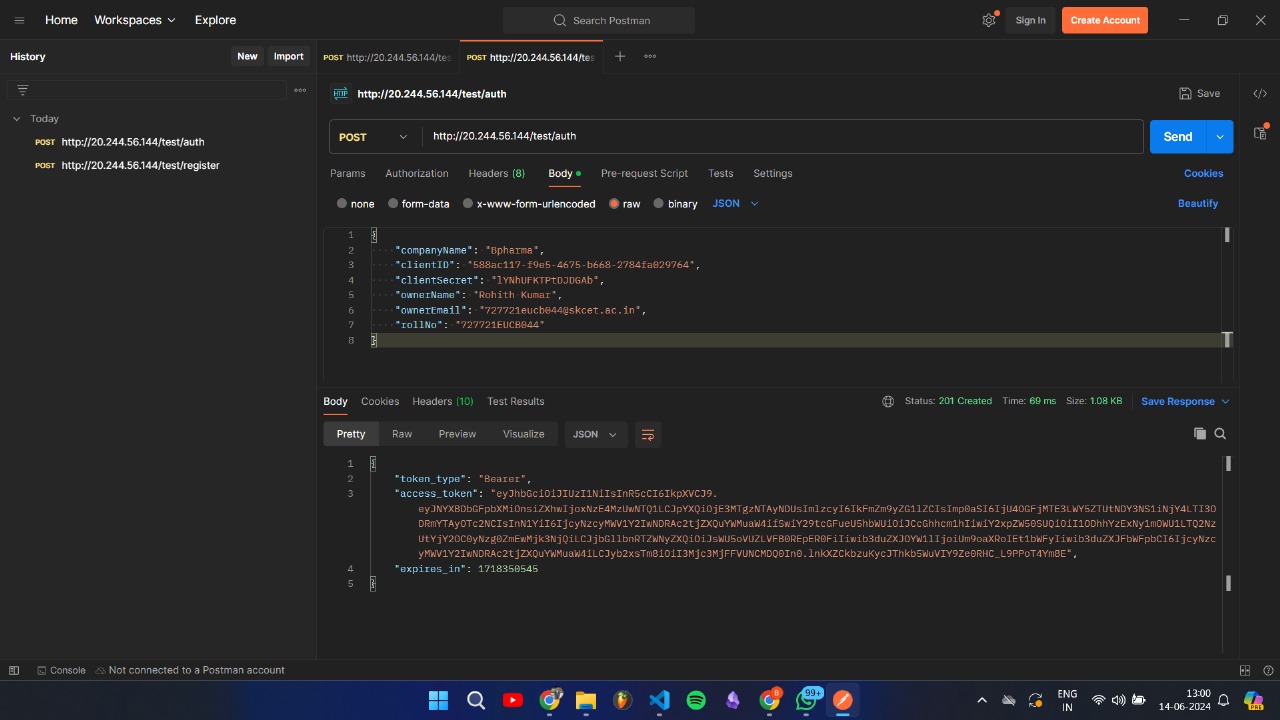 Home
Workspaces
Explore
Search Postman
Sign In
Create Account
History
New
Import
POST http://20.244.56.144/tes
POST http://20.244.56.144/tes
HTTP
http://20.244.56.144/test/auth
Save
Today
POST http://20.244.56.144/test/auth
POST http://20.244.56.144/test/register
POST
http://20.244.56.144/test/auth
Send
Params
Authorization
Headers (8)
Body
Pre-request Script
Tests
Settings
Cookies
none
form-data
x-www-form-urlencoded
raw
binary
JSON
Beautify
1 {
2 "companyName": "Bpharma",
3 "clientID": "588ac117-f9e5-4675-b668-2784fa029764",
4 "clientSecret": "lYNhUFKTPtDJDGAb",
5 "ownerName": "Rohith Kumar",
6 "ownerEmail": "727721eucb044@skcet.ac.in",
7 "rollNo": "727721EUCB044"
8 }
Body
Cookies
Headers (10)
Test Results
Status: 201 Created
Time: 69 ms
Size: 1.08 KB
Save Response
Pretty
Raw
Preview
Visualize
JSON
1 {
2 "token_type": "Bearer",
3 "access_token": "eyJhbGciOiJIUzI1NiIsInR5cCI6IkpXVCJ9.
4 "expires_in": 1718350545
5 }
Console
Not connected to a Postman account
6
99+
ENG
IN
13:00
14-06-2024
PRE